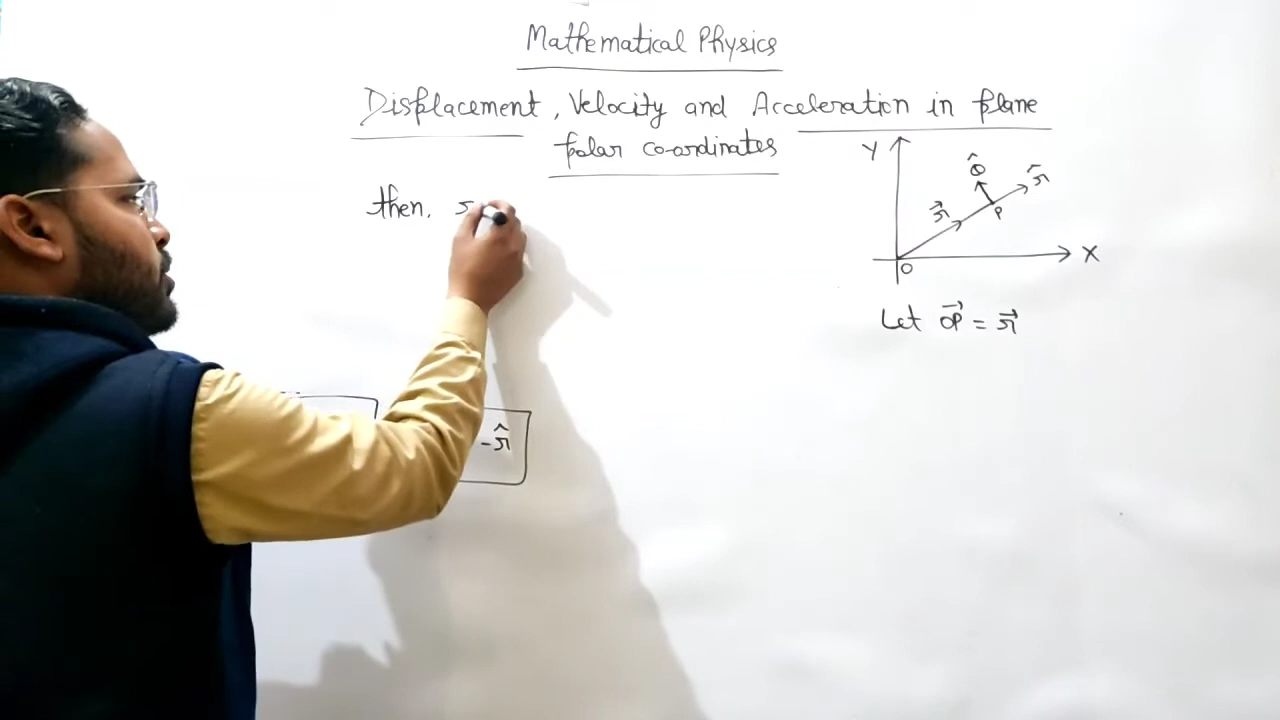 Mathematical Physics
Displacement, Velocity and Acceleration in plane
polar co-ordinates
then,
Y
θ̂
r̂
r⃗
P
O
X
Let OP⃗ = r⃗
-r̂